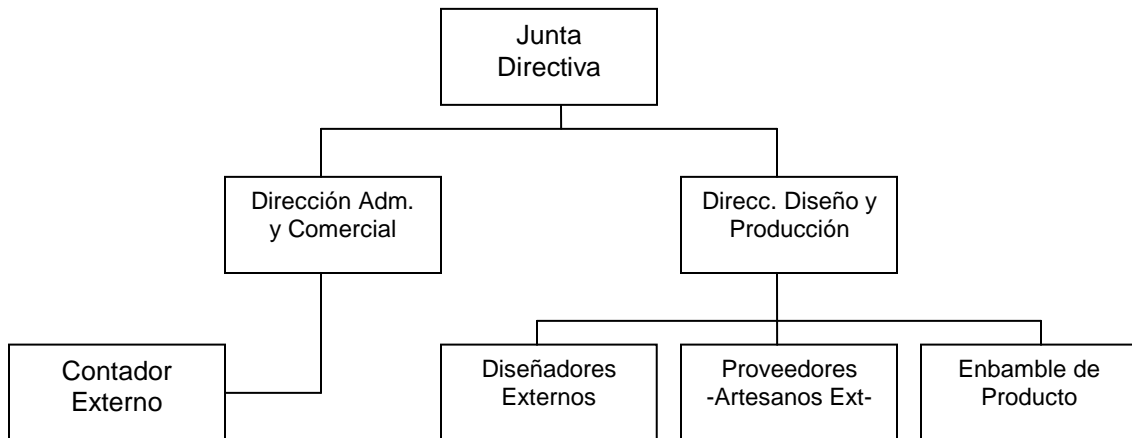 Junta
Directiva
Dirección Adm.
y Comercial
Direcc. Diseño y
Producción
Contador
Externo
Diseñadores
Externos
Proveedores
-Artesanos Ext-
Enbamble de
Producto